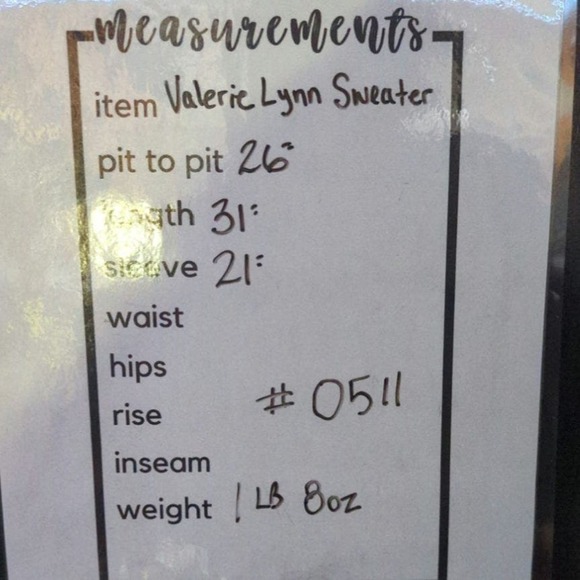 measurements
item Valerie Lynn Sweater
pit to pit 26"
length 31"
sleeve 21"
waist
hips
rise # 0511
inseam
weight 1 LB 8oz